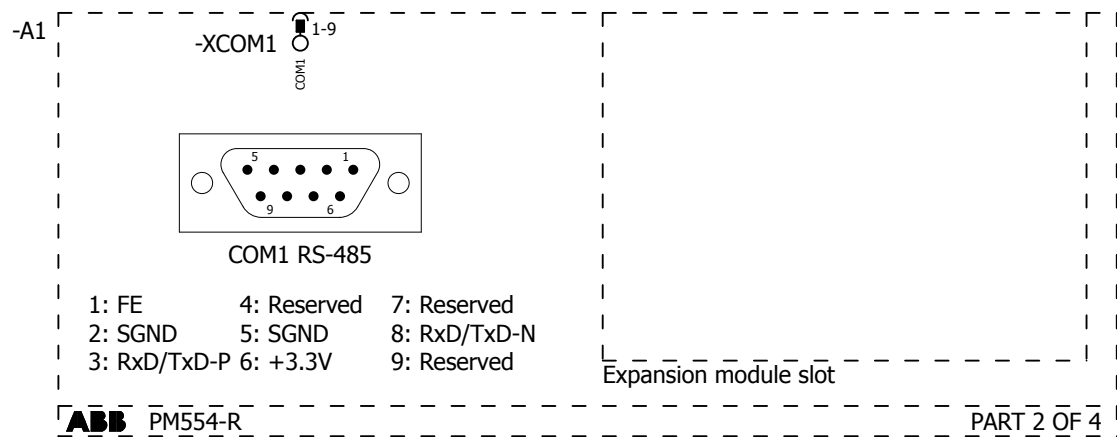 -A1
1-9
-XCOM1
COM1
5 1
9 6
COM1 RS-485
1: FE 4: Reserved 7: Reserved
2: SGND 5: SGND 8: RxD/TxD-N
3: RxD/TxD-P 6: +3.3V 9: Reserved
Expansion module slot
ABB PM554-R PART 2 OF 4